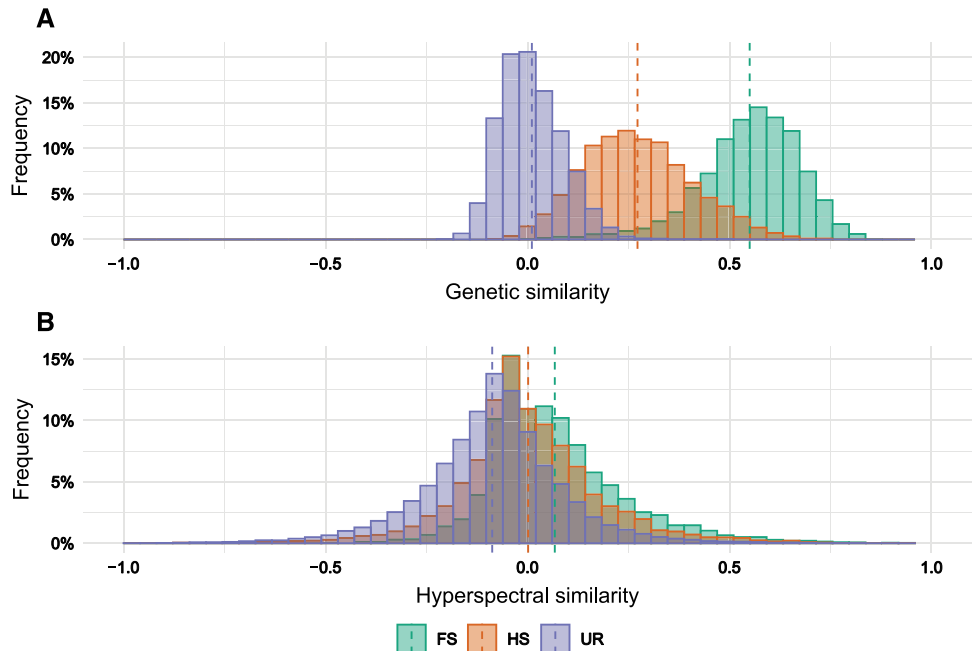 A
20%
15%
10%
5%
0%
Frequency
−1.0 −0.5 0.0 0.5 1.0
Genetic similarity
B
15%
10%
5%
0%
Frequency
−1.0 −0.5 0.0 0.5 1.0
Hyperspectral similarity
FS HS UR